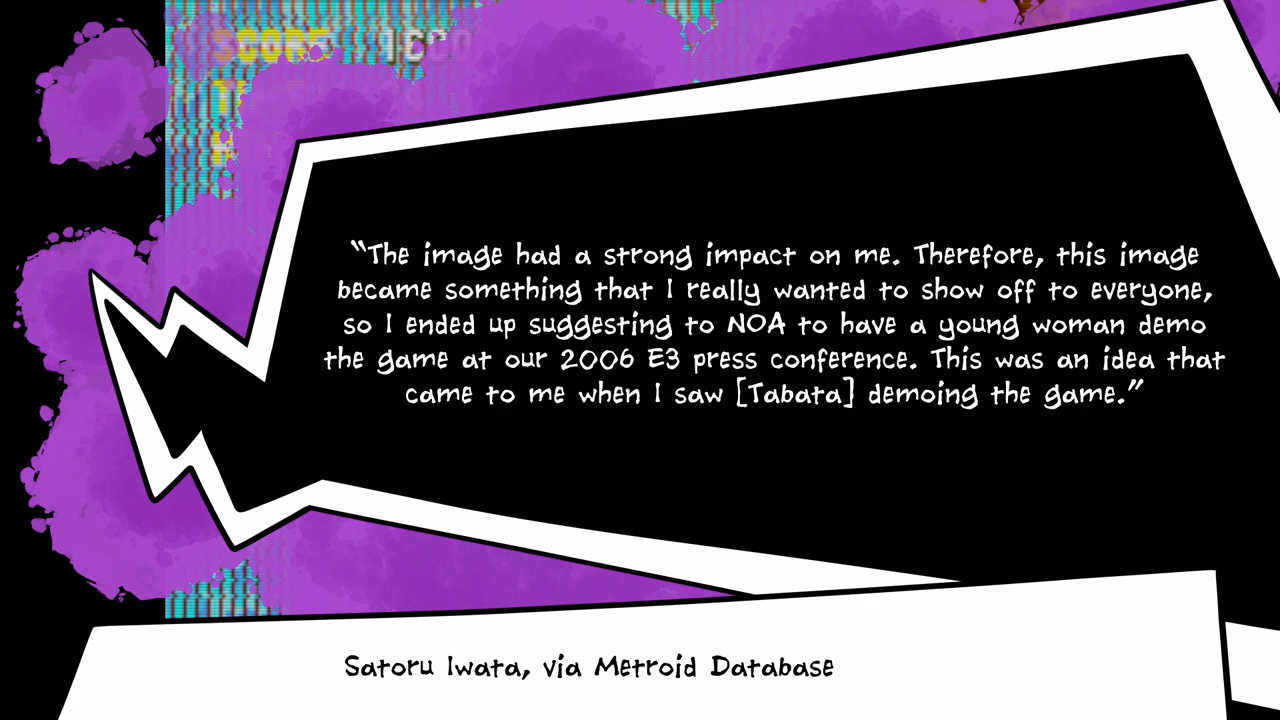 SCORE 1600
“The image had a strong impact on me. Therefore, this image
became something that I really wanted to show off to everyone,
so I ended up suggesting to NOA to have a young woman demo
the game at our 2006 E3 press conference. This was an idea that
came to me when I saw [Tabata] demoing the game.”
Satoru Iwata, via Metroid Database